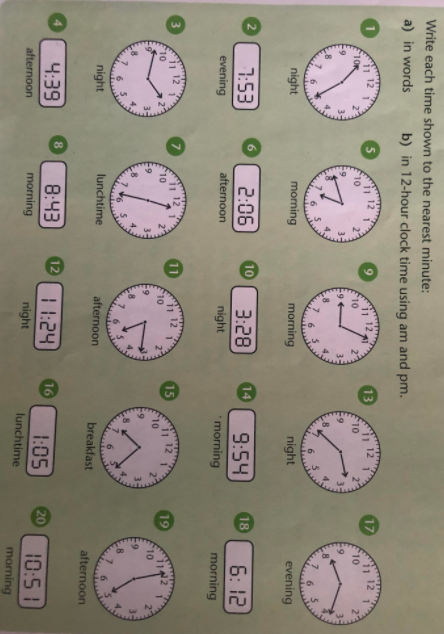 Write each time shown to the nearest minute:
a) in words b) in 12-hour clock time using am and pm.
1 5 9 13 17
night morning morning night evening
2 6 10 14 18
7:53 2:06 3:28 9:54 6:12
evening afternoon night morning morning
3 7 11 15 19
night lunchtime afternoon breakfast afternoon
4 8 12 16 20
4:39 8:43 11:24 1:05 10:51
afternoon morning night lunchtime morning